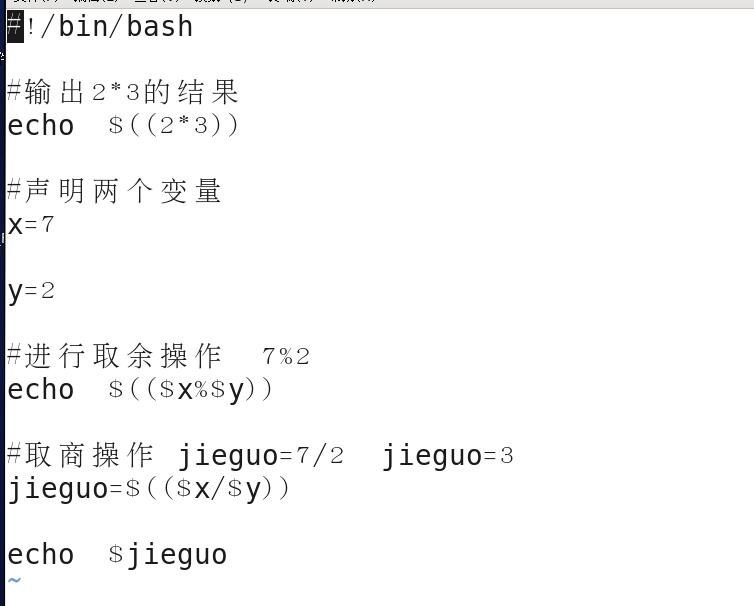 #!/bin/bash
#输出2*3的结果
echo  $((2*3))
#声明两个变量
x=7
y=2
#进行取余操作  7%2
echo  $(($x%$y))
#取商操作 jieguo=7/2  jieguo=3
jieguo=$(($x/$y))
echo  $jieguo
~